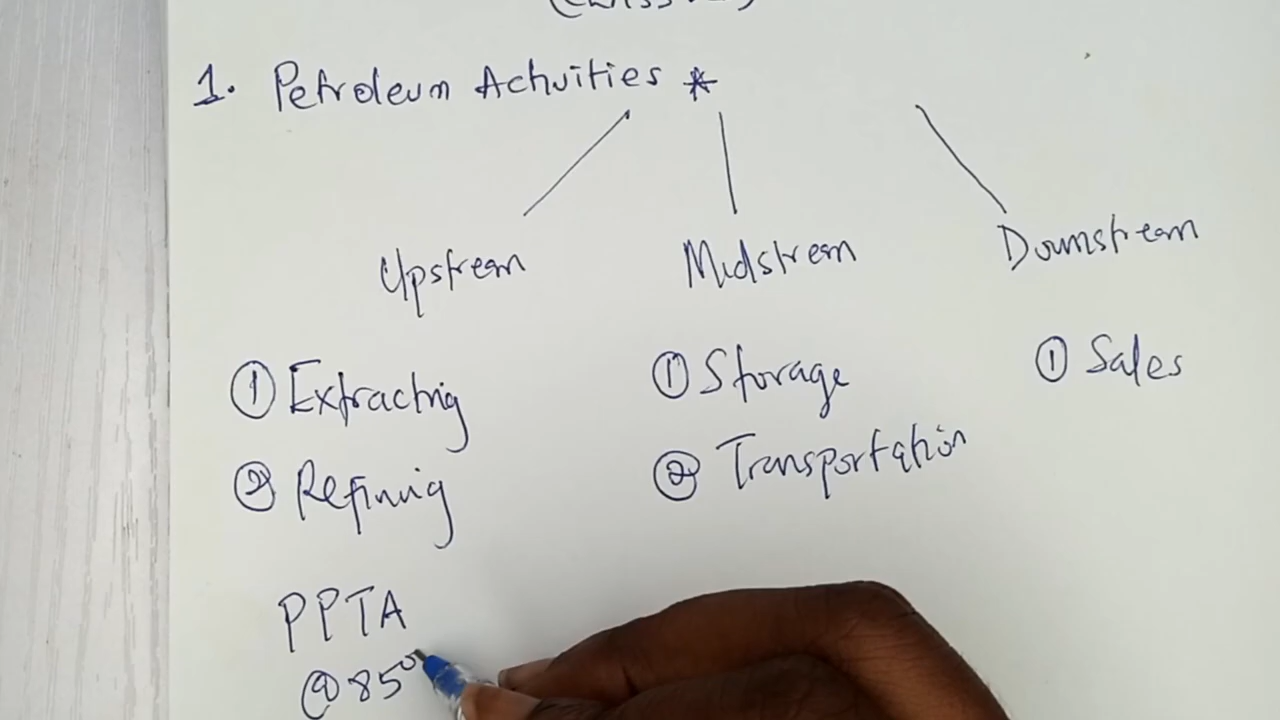 1. Petroleum Activities *
Upstream Midstream Downstream
① Extracting ① Storage ① Sales
② Refining ② Transportation
PPTA
@ 85%